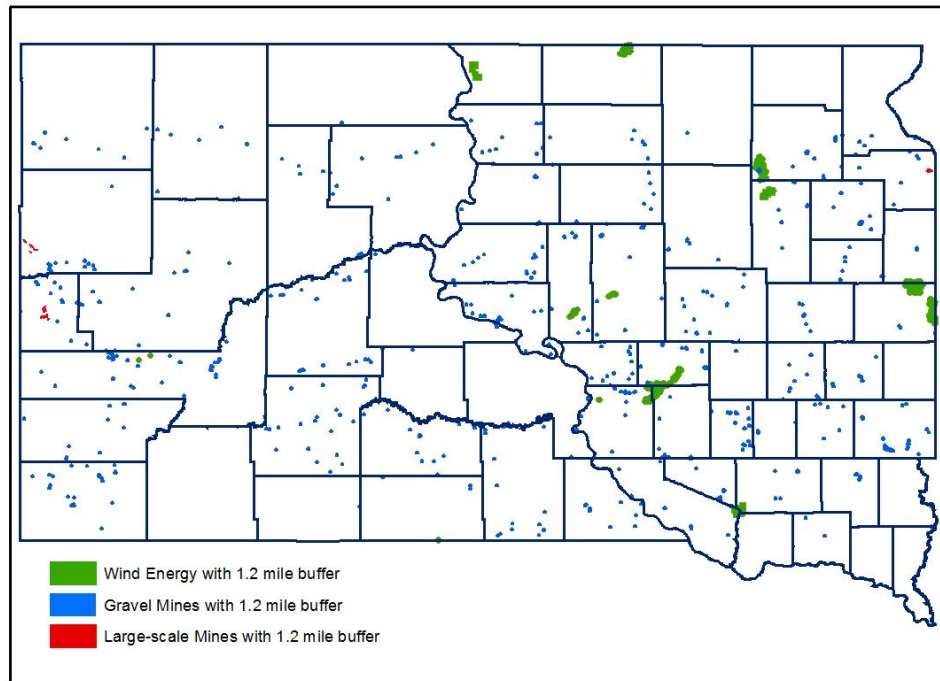 Wind Energy with 1.2 mile buffer
Gravel Mines with 1.2 mile buffer
Large-scale Mines with 1.2 mile buffer